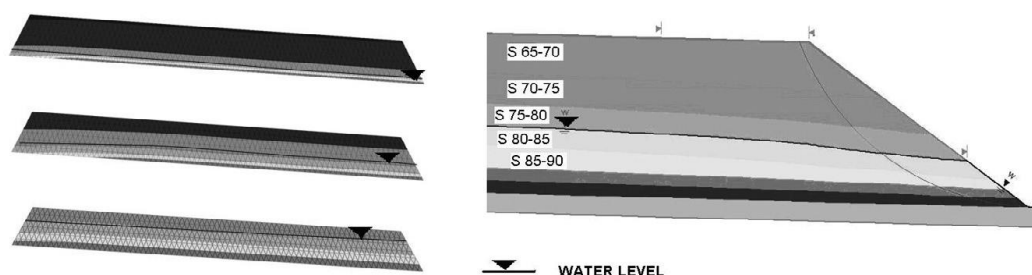 S 65-70
S 70-75
S 75-80
W
S 80-85
S 85-90
W
WATER LEVEL